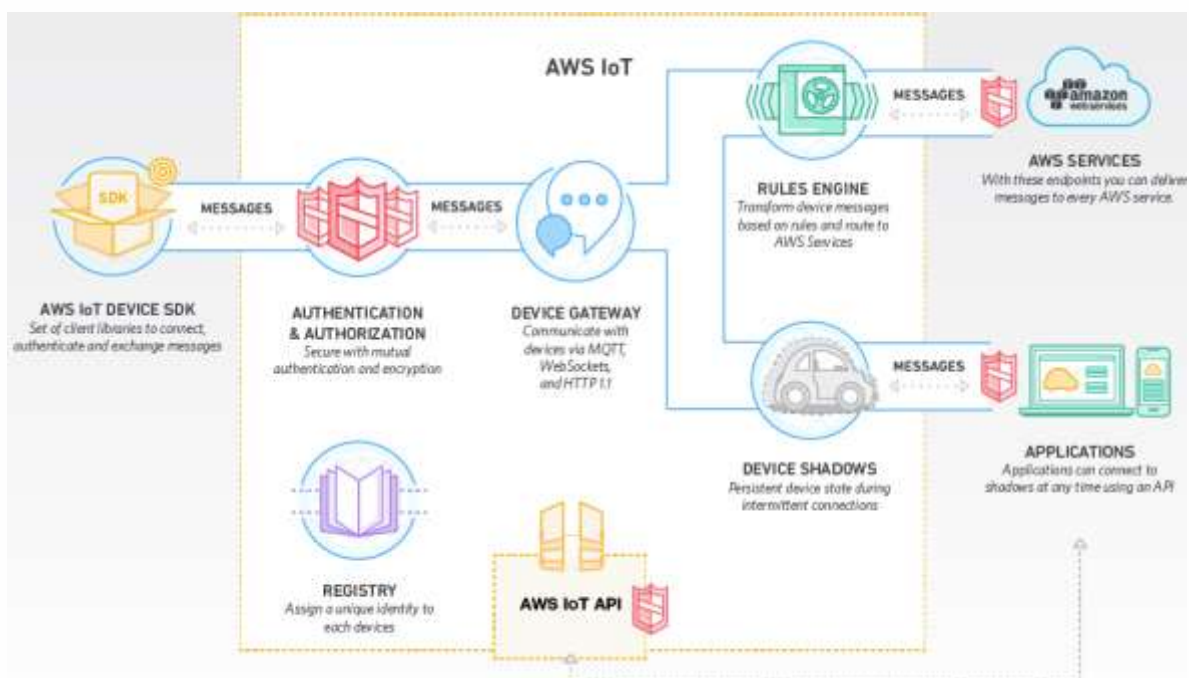 AWS IoT
MESSAGES
amazon
webservices
AWS SERVICES
With these endpoints you can deliver
messages to every AWS service.
RULES ENGINE
Transform device messages
based on rules and route to
AWS Services
SDK
MESSAGES
MESSAGES
AWS IoT DEVICE SDK
Set of client libraries to connect,
authenticate and exchange messages
AUTHENTICATION
& AUTHORIZATION
Secure with mutual
authentication and encryption
DEVICE GATEWAY
Communicate with
devices via MQTT,
WebSockets,
and HTTP 1.1
MESSAGES
DEVICE SHADOWS
Persistent device state during
intermittent connections
APPLICATIONS
Applications can connect to
shadows at any time using an API
REGISTRY
Assign a unique identity to
each devices
AWS IoT API